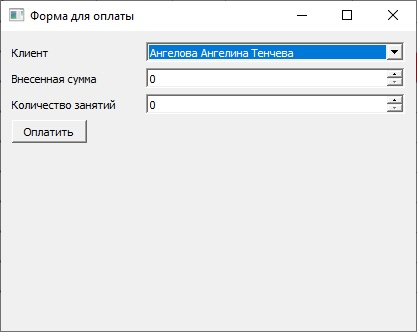 Форма для оплаты
Клиент Ангелова Ангелина Тенчева
Внесенная сумма 0
Количество занятий 0
Оплатить